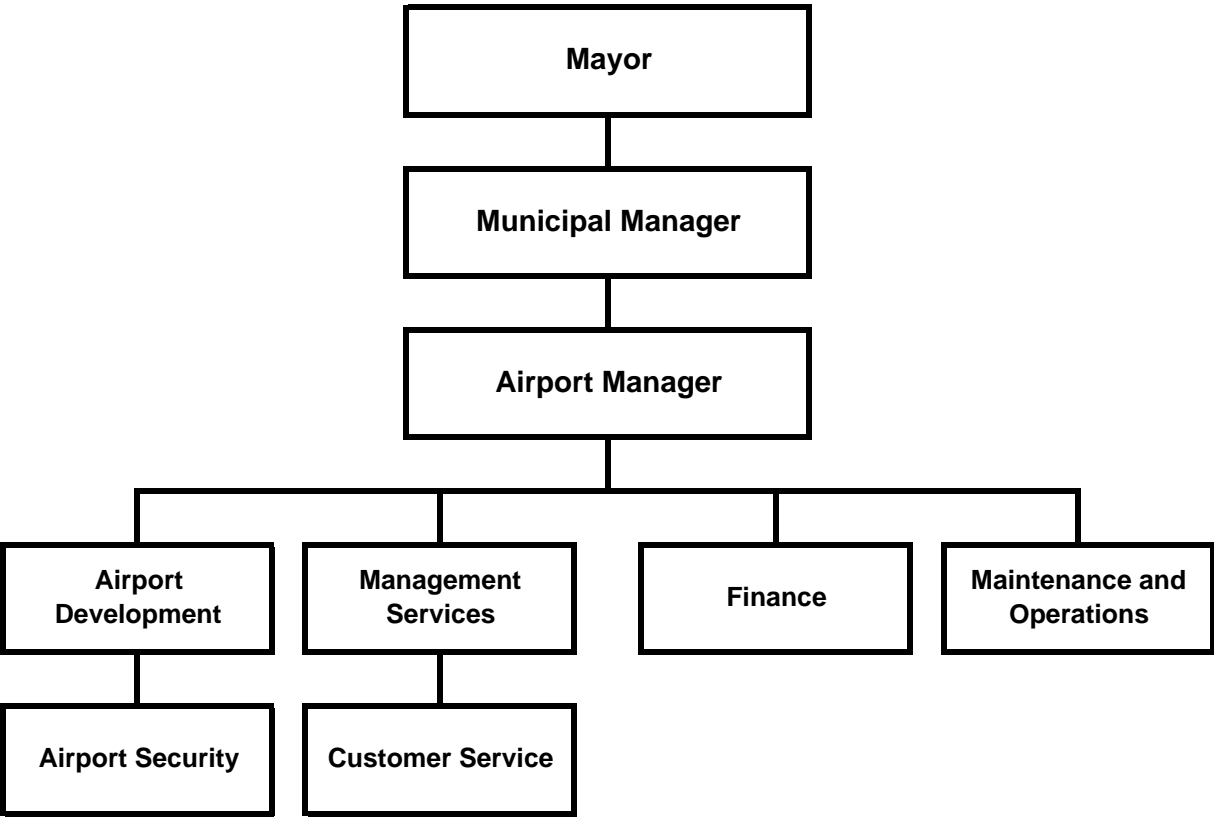 Mayor
Municipal Manager
Airport Manager
Airport
Development
Management
Services
Finance
Maintenance and
Operations
Airport Security
Customer Service